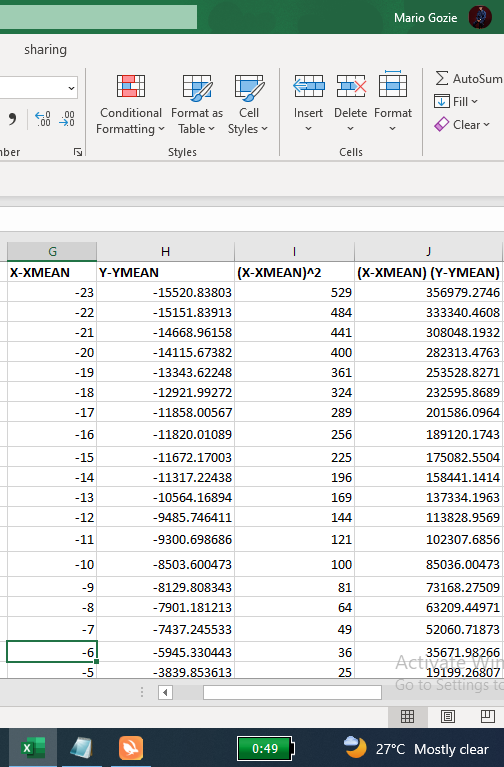 Mario Gozie
sharing
Conditional Format as Cell
Formatting Table Styles
Insert Delete Format
AutoSum
Fill
Clear
Styles
Cells
G H I J
X-XMEAN Y-YMEAN (X-XMEAN)^2 (X-XMEAN) (Y-YMEAN)
-23 -15520.83803 529 356979.2746
-22 -15151.83913 484 333340.4608
-21 -14668.96158 441 308048.1932
-20 -14115.67382 400 282313.4763
-19 -13343.62248 361 253528.8271
-18 -12921.99272 324 232595.8689
-17 -11858.00567 289 201586.0964
-16 -11820.01089 256 189120.1743
-15 -11672.17003 225 175082.5504
-14 -11317.22438 196 158441.1414
-13 -10564.16894 169 137334.1963
-12 -9485.746411 144 113828.9569
-11 -9300.698686 121 102307.6856
-10 -8503.600473 100 85036.00473
-9 -8129.808343 81 73168.27509
-8 -7901.181213 64 63209.44971
-7 -7437.245533 49 52060.71873
-6 -5945.330443 36 35671.98266
-5 -3839.853613 25 19199.26807
Activate Win
Go to Settings to
0:49
27°C Mostly clear